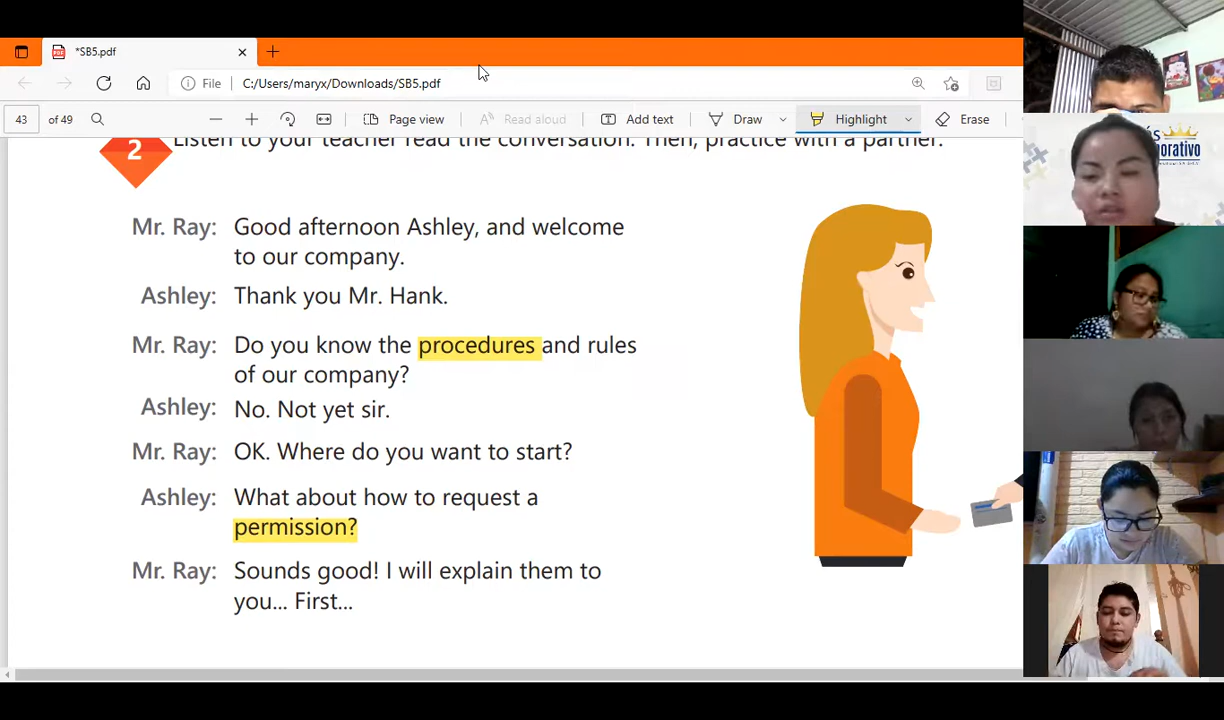 *SB5.pdf
File C:/Users/maryx/Downloads/SB5.pdf
43 of 49 Page view Read aloud Add text Draw Highlight Erase
2 Listen to your teacher read the conversation. Then, practice with a partner.
Mr. Ray: Good afternoon Ashley, and welcome
to our company.
Ashley: Thank you Mr. Hank.
Mr. Ray: Do you know the procedures and rules
of our company?
Ashley: No. Not yet sir.
Mr. Ray: OK. Where do you want to start?
Ashley: What about how to request a
permission?
Mr. Ray: Sounds good! I will explain them to
you... First...